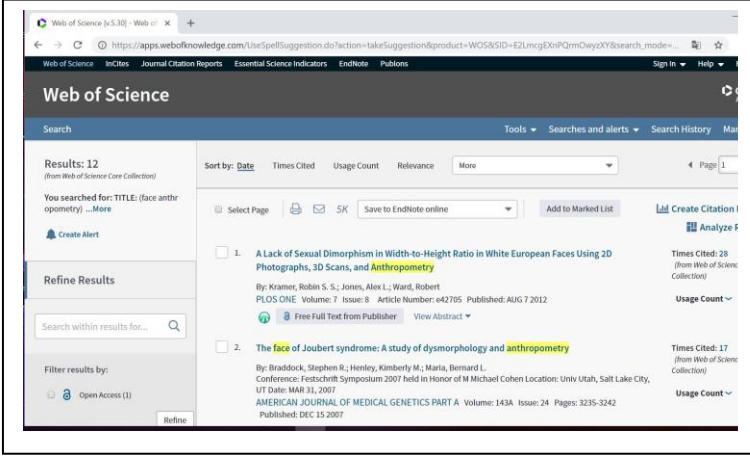 Web of Science [v.5.30] - Web of
https://apps.webofknowledge.com/UseSpellSuggestion.do?action=takeSuggestion&product=WOS&SID=E2LmcgEXnPQrmOwyzXY&search_mode=...
Web of Science InCites Journal Citation Reports Essential Science Indicators EndNote Publons Sign In Help
Web of Science
Search Tools Searches and alerts Search History Mar
Results: 12
(from Web of Science Core Collection)
You searched for: TITLE: (face anthr
opometry) ...More
Create Alert
Refine Results
Search within results for...
Filter results by:
Open Access (1)
Refine
Sort by: Date Times Cited Usage Count Relevance More Page 1
Select Page 5K Save to EndNote online Add to Marked List
Create Citation
Analyze R
1. A Lack of Sexual Dimorphism in Width-to-Height Ratio in White European Faces Using 2D
Photographs, 3D Scans, and Anthropometry
By: Kramer, Robin S. S.; Jones, Alex L.; Ward, Robert
PLOS ONE Volume: 7 Issue: 8 Article Number: e42705 Published: AUG 7 2012
Free Full Text from Publisher View Abstract
Times Cited: 28
(from Web of Scienc
Collection)
Usage Count
2. The face of Joubert syndrome: A study of dysmorphology and anthropometry
By: Braddock, Stephen R.; Henley, Kimberly M.; Maria, Bernard L.
Conference: Festschrift Symposium 2007 held in Honor of M Michael Cohen Location: Univ Utah, Salt Lake City,
UT Date: MAR 31, 2007
AMERICAN JOURNAL OF MEDICAL GENETICS PART A Volume: 143A Issue: 24 Pages: 3235-3242
Published: DEC 15 2007
Times Cited: 17
(from Web of Scienc
Collection)
Usage Count